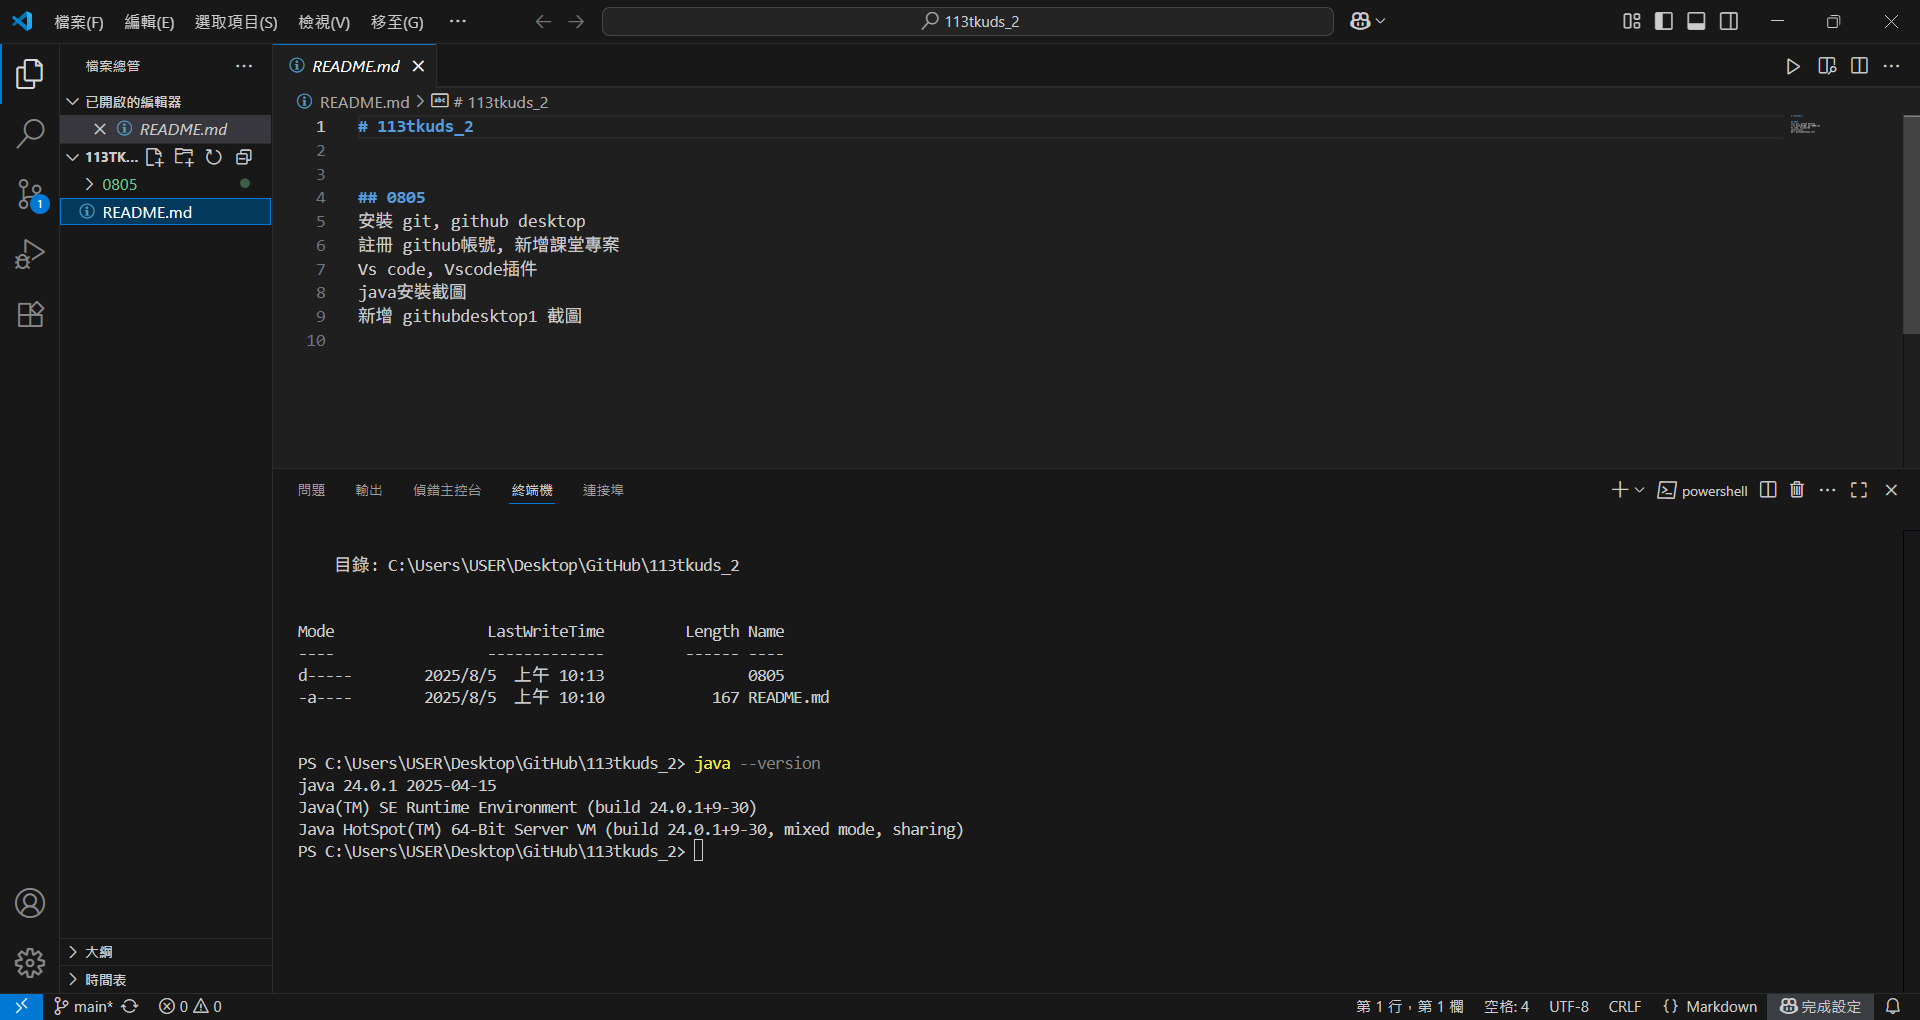 檔案(F) 編輯(E) 選取項目(S) 檢視(V) 移至(G) ··· 113tkuds_2
檔案總管 ···
已開啟的編輯器
README.md
113TK...
0805
README.md
大綱
時間表
README.md
README.md > # 113tkuds_2
1 # 113tkuds_2
2
3
4 ## 0805
5 安裝 git, github desktop
6 註冊 github帳號, 新增課堂專案
7 Vs code, Vscode插件
8 java安裝截圖
9 新增 githubdesktop1 截圖
10
問題 輸出 偵錯主控台 終端機 連接埠 powershell
目錄: C:\Users\USER\Desktop\GitHub\113tkuds_2
Mode LastWriteTime Length Name
---- ------------- ------ ----
d----- 2025/8/5 上午 10:13 0805
-a---- 2025/8/5 上午 10:10 167 README.md
PS C:\Users\USER\Desktop\GitHub\113tkuds_2> java --version
java 24.0.1 2025-04-15
Java(TM) SE Runtime Environment (build 24.0.1+9-30)
Java HotSpot(TM) 64-Bit Server VM (build 24.0.1+9-30, mixed mode, sharing)
PS C:\Users\USER\Desktop\GitHub\113tkuds_2>
1
main* 0 0 第 1 行，第 1 欄 空格: 4 UTF-8 CRLF {} Markdown 完成設定